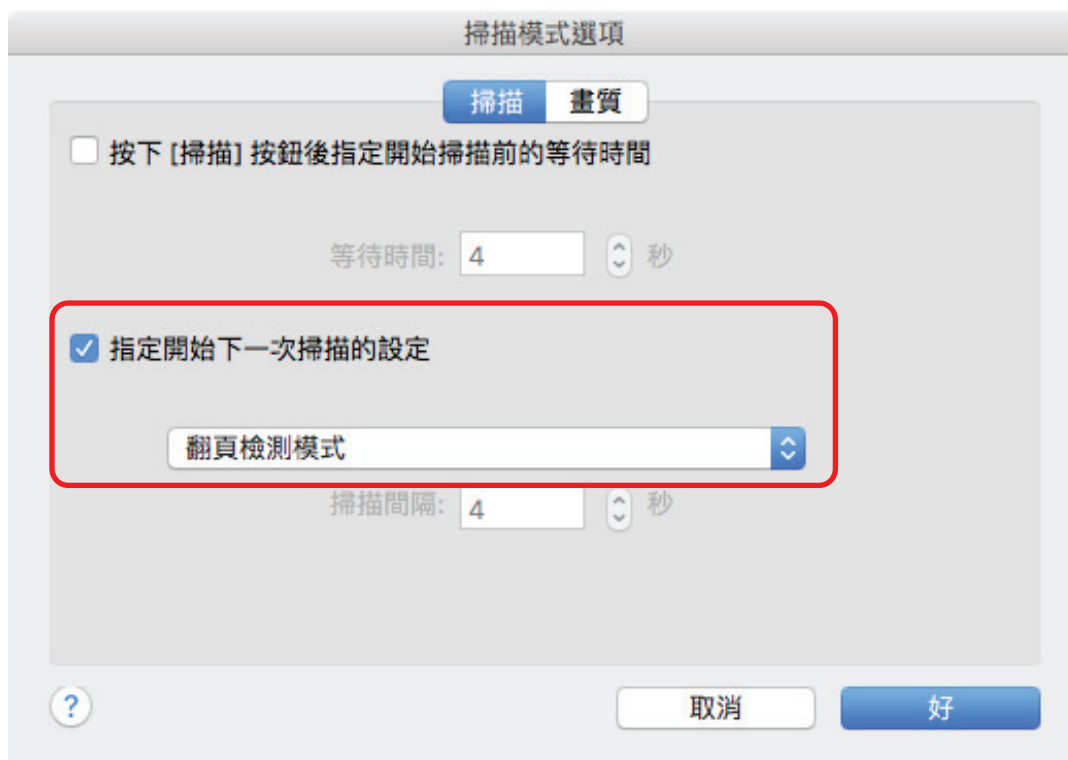 掃描模式選項
掃描 畫質
按下 [掃描] 按鈕後指定開始掃描前的等待時間
等待時間: 4 秒
指定開始下一次掃描的設定
翻頁檢測模式
掃描間隔: 4 秒
? 取消 好